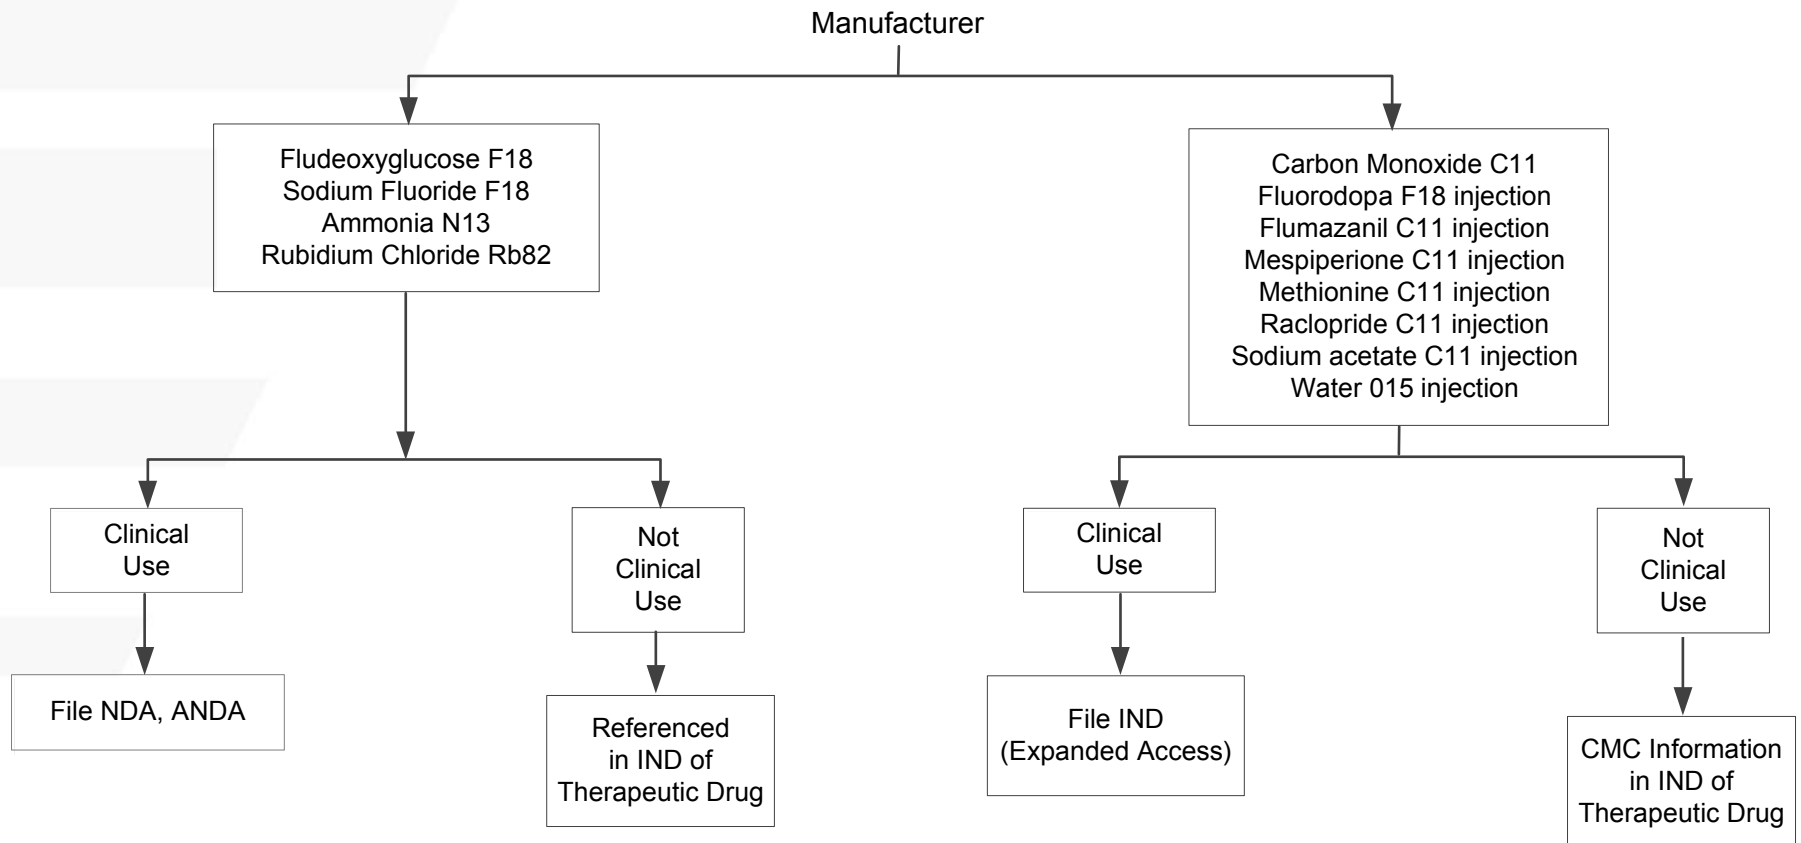 Manufacturer
Fludeoxyglucose F18
Sodium Fluoride F18
Ammonia N13
Rubidium Chloride Rb82
Carbon Monoxide C11
Fluorodopa F18 injection
Flumazanil C11 injection
Mespiperione C11 injection
Methionine C11 injection
Raclopride C11 injection
Sodium acetate C11 injection
Water 015 injection
Clinical
Use
Not
Clinical
Use
Clinical
Use
Not
Clinical
Use
File NDA, ANDA
Referenced
in IND of
Therapeutic Drug
File IND
(Expanded Access)
CMC Information
in IND of
Therapeutic Drug